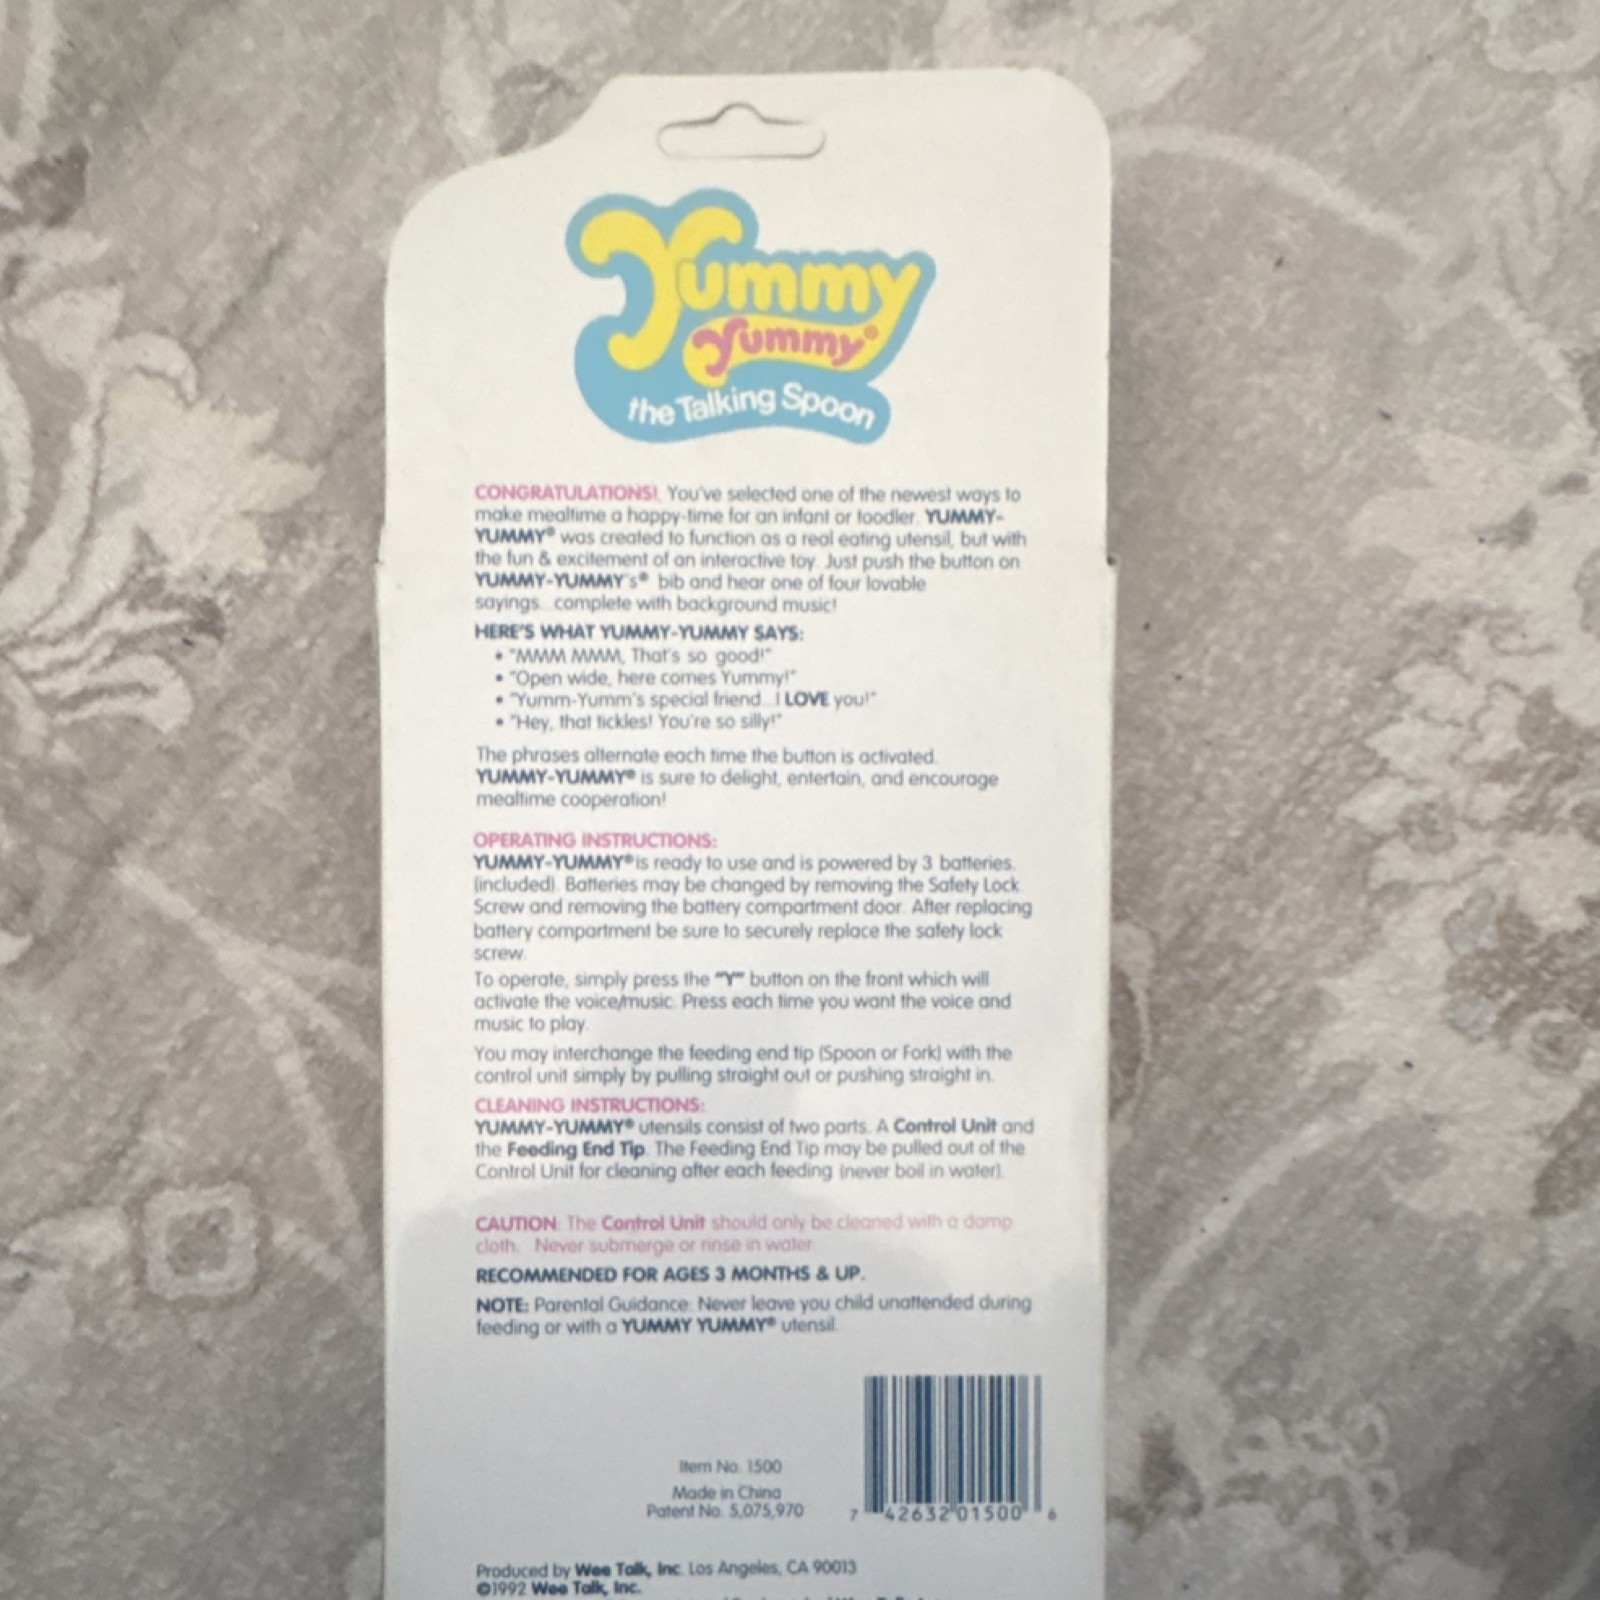 Yummy
Yummy®
the Talking Spoon
CONGRATULATIONS!, You've selected one of the newest ways to
make mealtime a happy-time for an infant or toodler. YUMMY-
YUMMY® was created to function as a real eating utensil, but with
the fun & excitement of an interactive toy. Just push the button on
YUMMY-YUMMY's® bib and hear one of four lovable
sayings...complete with background music!
HERE'S WHAT YUMMY-YUMMY SAYS:
• "MMM MMM, That's so good!"
• "Open wide, here comes Yummy!"
• "Yumm-Yumm's special friend...I LOVE you!"
• "Hey, that tickles! You're so silly!"
The phrases alternate each time the button is activated.
YUMMY-YUMMY® is sure to delight, entertain, and encourage
mealtime cooperation!
OPERATING INSTRUCTIONS:
YUMMY-YUMMY® is ready to use and is powered by 3 batteries.
(included). Batteries may be changed by removing the Safety Lock
Screw and removing the battery compartment door. After replacing
battery compartment be sure to securely replace the safety lock
screw.
To operate, simply press the "Y" button on the front which will
activate the voice/music. Press each time you want the voice and
music to play.
You may interchange the feeding end tip (Spoon or Fork) with the
control unit simply by pulling straight out or pushing straight in.
CLEANING INSTRUCTIONS:
YUMMY-YUMMY® utensils consist of two parts. A Control Unit and
the Feeding End Tip. The Feeding End Tip may be pulled out of the
Control Unit for cleaning after each feeding (never boil in water).
CAUTION: The Control Unit should only be cleaned with a damp
cloth. Never submerge or rinse in water.
RECOMMENDED FOR AGES 3 MONTHS & UP.
NOTE: Parental Guidance: Never leave you child unattended during
feeding or with a YUMMY YUMMY® utensil.
Item No. 1500
Made in China
Patent No. 5,075,970
7 42632 01500 6
Produced by Wee Talk, Inc. Los Angeles, CA 90013
©1992 Wee Talk, Inc.